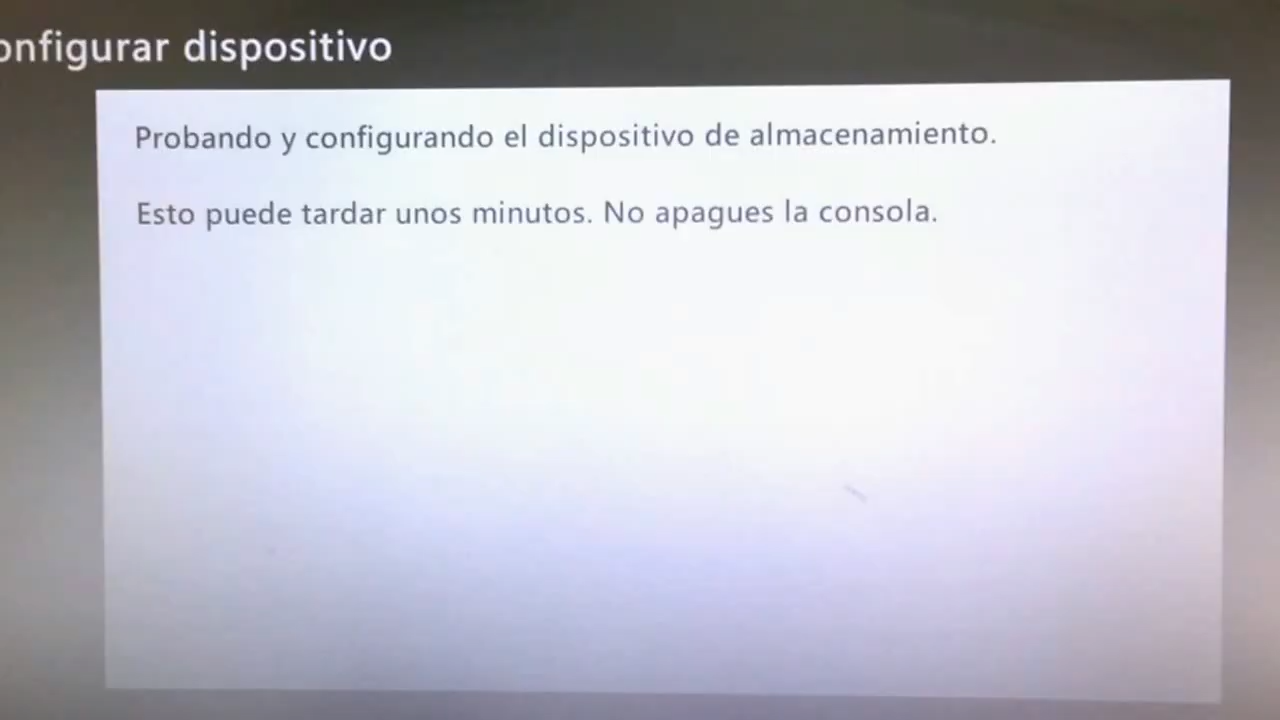 onfigurar dispositivo
Probando y configurando el dispositivo de almacenamiento.
Esto puede tardar unos minutos. No apagues la consola.